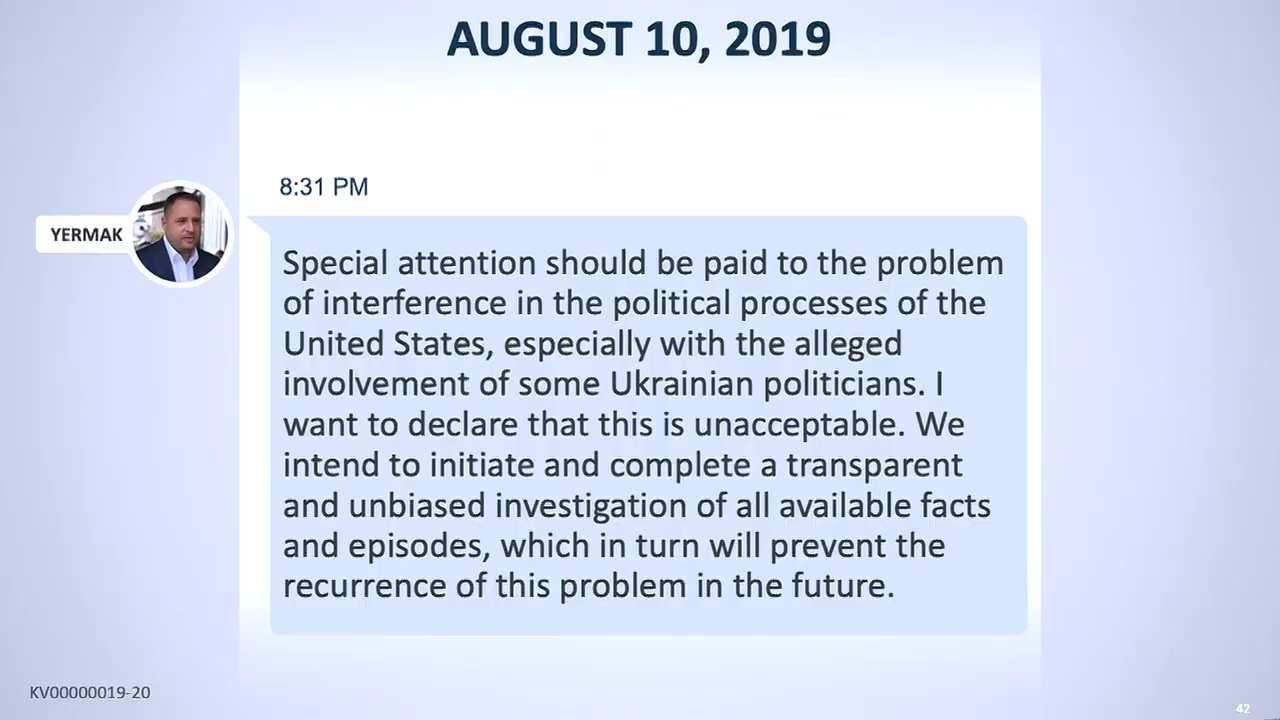 AUGUST 10, 2019
8:31 PM
YERMAK
Special attention should be paid to the problem
of interference in the political processes of the
United States, especially with the alleged
involvement of some Ukrainian politicians. I
want to declare that this is unacceptable. We
intend to initiate and complete a transparent
and unbiased investigation of all available facts
and episodes, which in turn will prevent the
recurrence of this problem in the future.
KV00000019-20
42